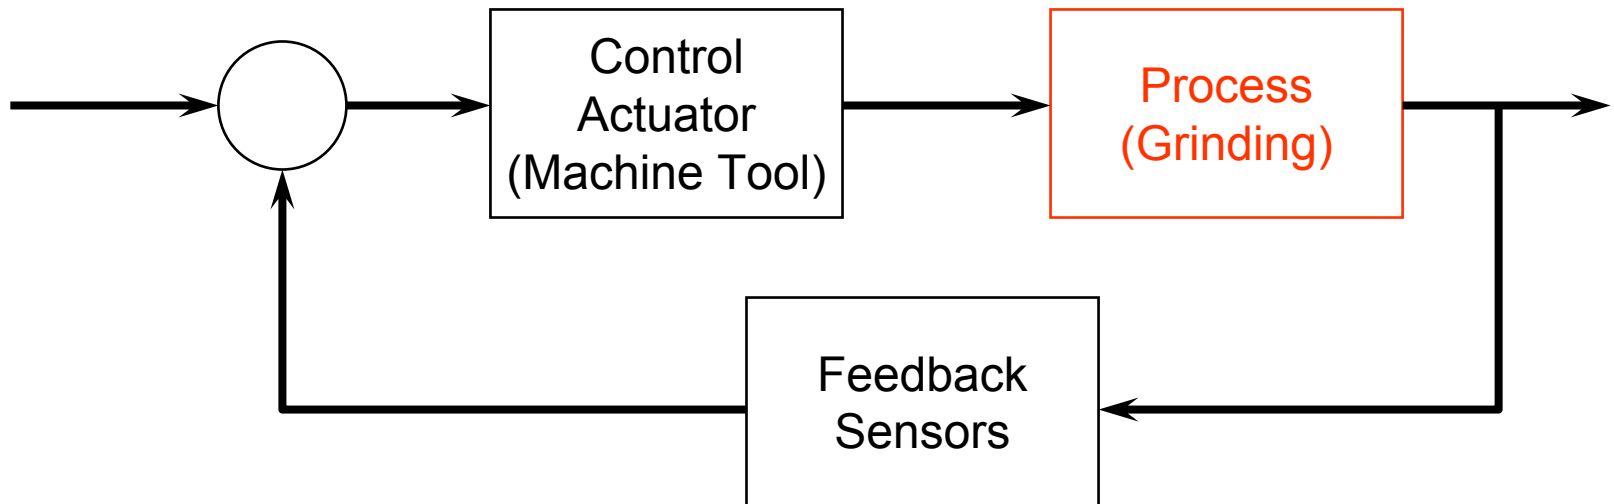 Control
Actuator
(Machine Tool)
Process
(Grinding)
Feedback
Sensors